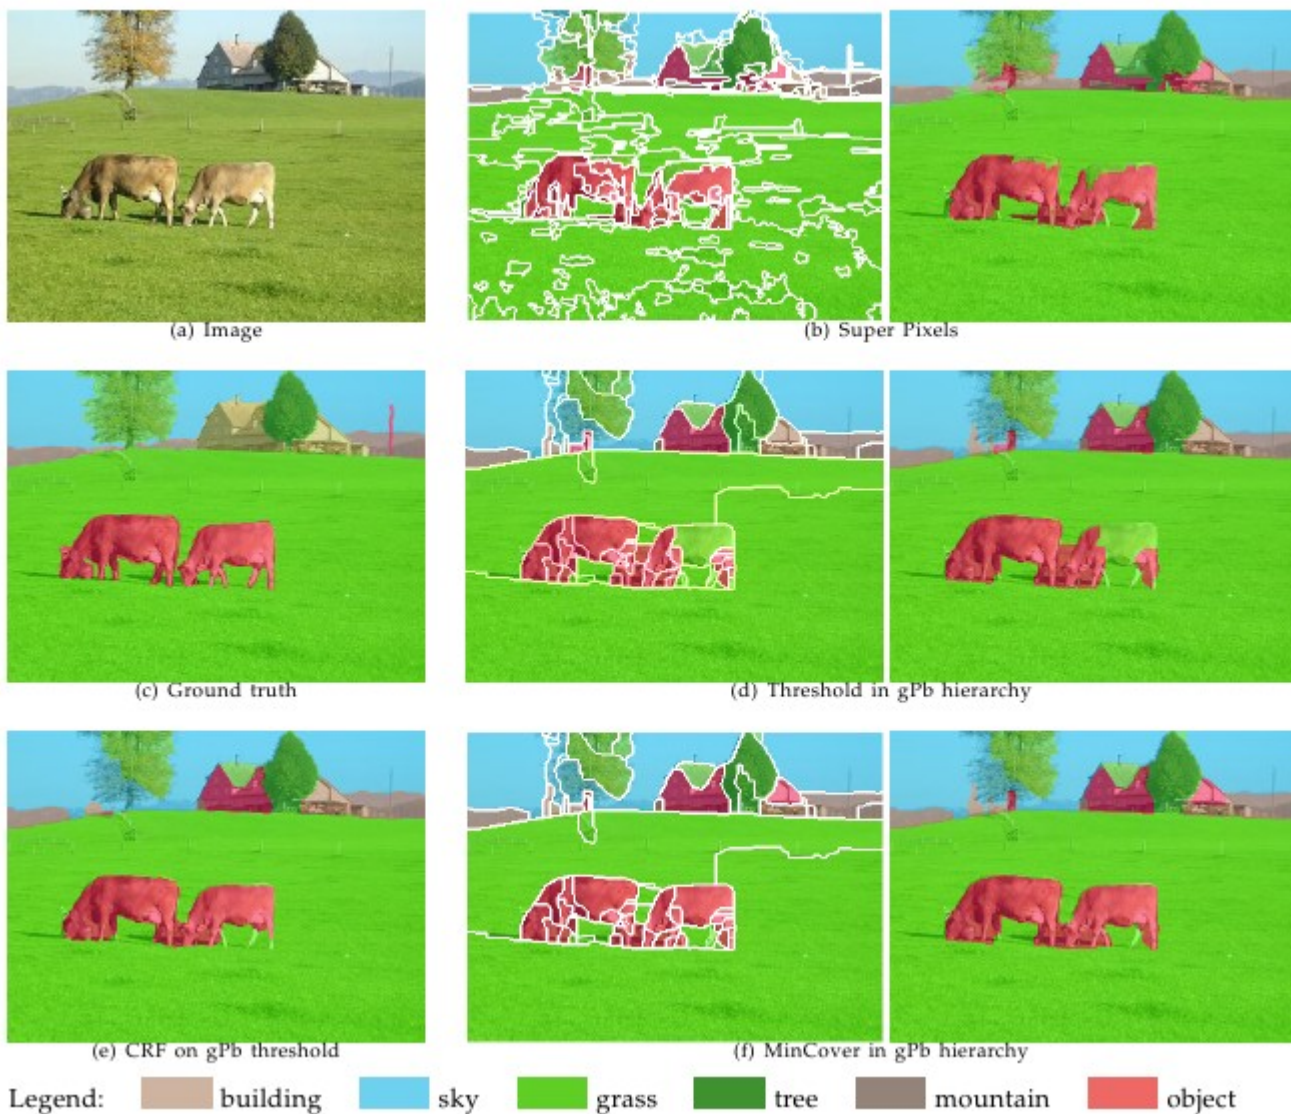 (a) Image
(b) Super Pixels
(c) Ground truth
(d) Threshold in gPb hierarchy
(e) CRF on gPb threshold
(f) MinCover in gPb hierarchy
Legend: building sky grass tree mountain object